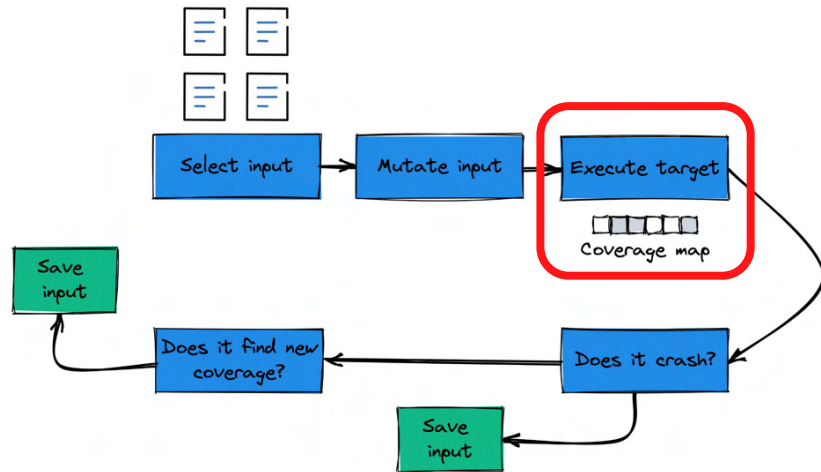 Select input
Mutate input
Execute target
Coverage map
Save
input
Does it find new
coverage?
Does it crash?
Save
input